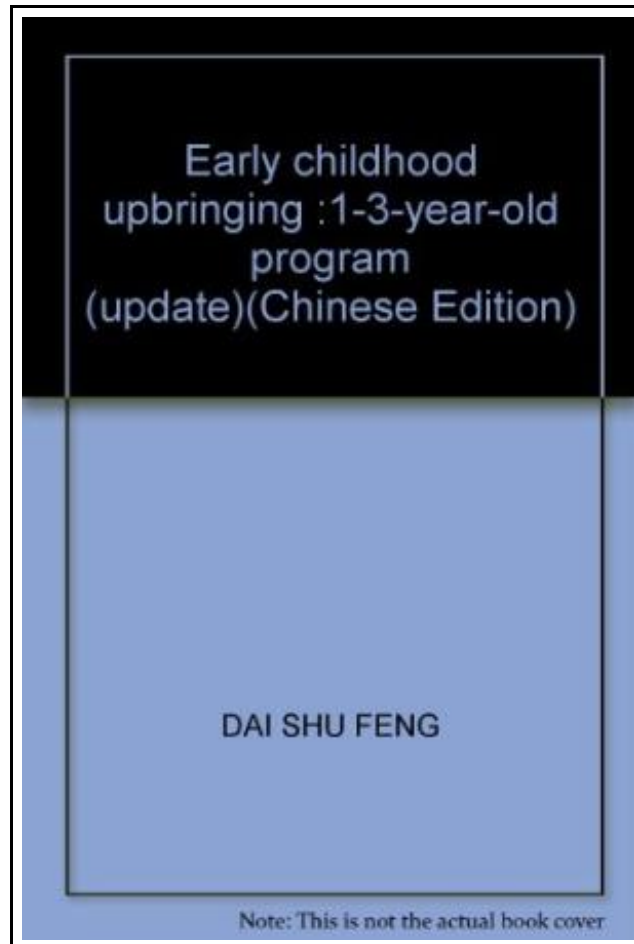 Early childhood
upbringing :1-3-year-old
program
(update)(Chinese Edition)
DAI SHU FENG
Note: This is not the actual book cover